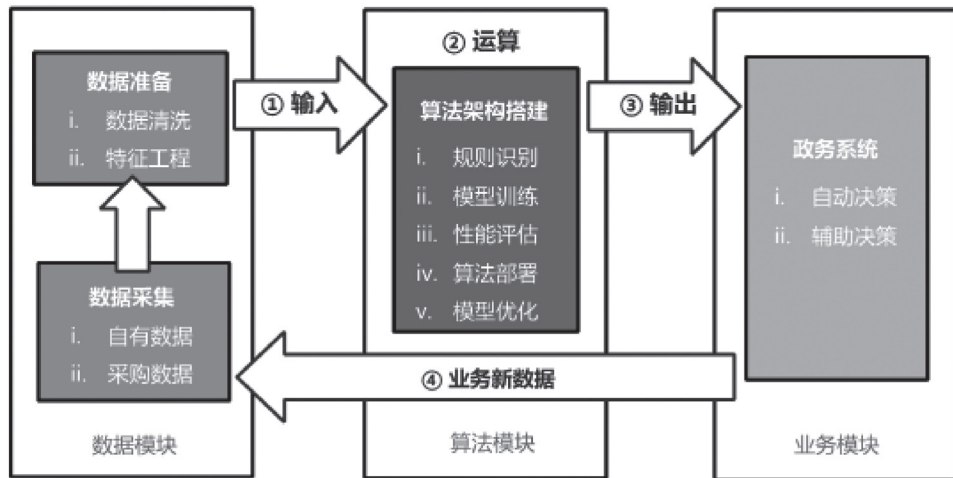 数据准备
i. 数据清洗
ii. 特征工程
数据采集
i. 自有数据
ii. 采购数据
数据模块
① 输入
② 运算
算法架构搭建
i. 规则识别
ii. 模型训练
iii. 性能评估
iv. 算法部署
v. 模型优化
算法模块
③ 输出
政务系统
i. 自动决策
ii. 辅助决策
业务模块
④ 业务新数据